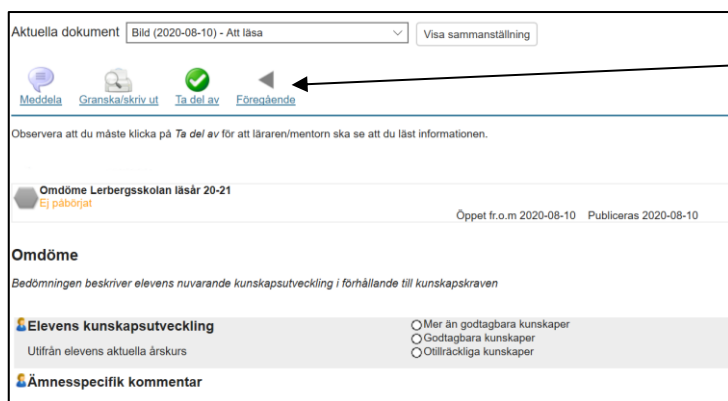 Aktuella dokument Bild (2020-08-10) - Att läsa Visa sammanställning
Meddela Granska/skriv ut Ta del av Föregående
Observera att du måste klicka på Ta del av för att läraren/mentorn ska se att du läst informationen.
Omdöme Lerbergsskolan läsår 20-21
Ej påbörjat
Öppet fr.o.m 2020-08-10 Publiceras 2020-08-10
Omdöme
Bedömningen beskriver elevens nuvarande kunskapsutveckling i förhållande till kunskapskraven
Elevens kunskapsutveckling Mer än godtagbara kunskaper
Godtagbara kunskaper
Utifrån elevens aktuella årskurs Otillräckliga kunskaper
Ämnesspecifik kommentar